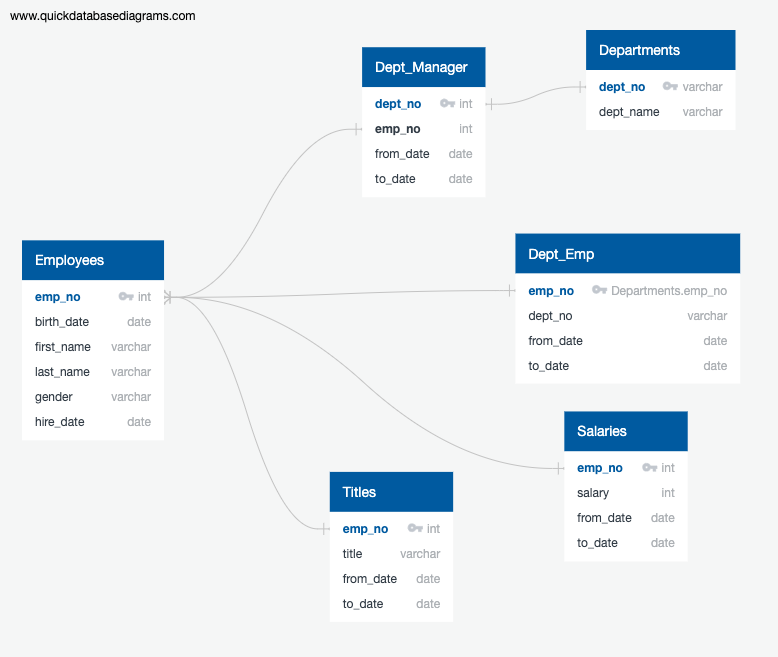 www.quickdatabasediagrams.com
Departments
dept_no varchar
dept_name varchar
Dept_Manager
dept_no int
emp_no int
from_date date
to_date date
Employees
emp_no int
birth_date date
first_name varchar
last_name varchar
gender varchar
hire_date date
Dept_Emp
emp_no Departments.emp_no
dept_no varchar
from_date date
to_date date
Salaries
emp_no int
salary int
from_date date
to_date date
Titles
emp_no int
title varchar
from_date date
to_date date